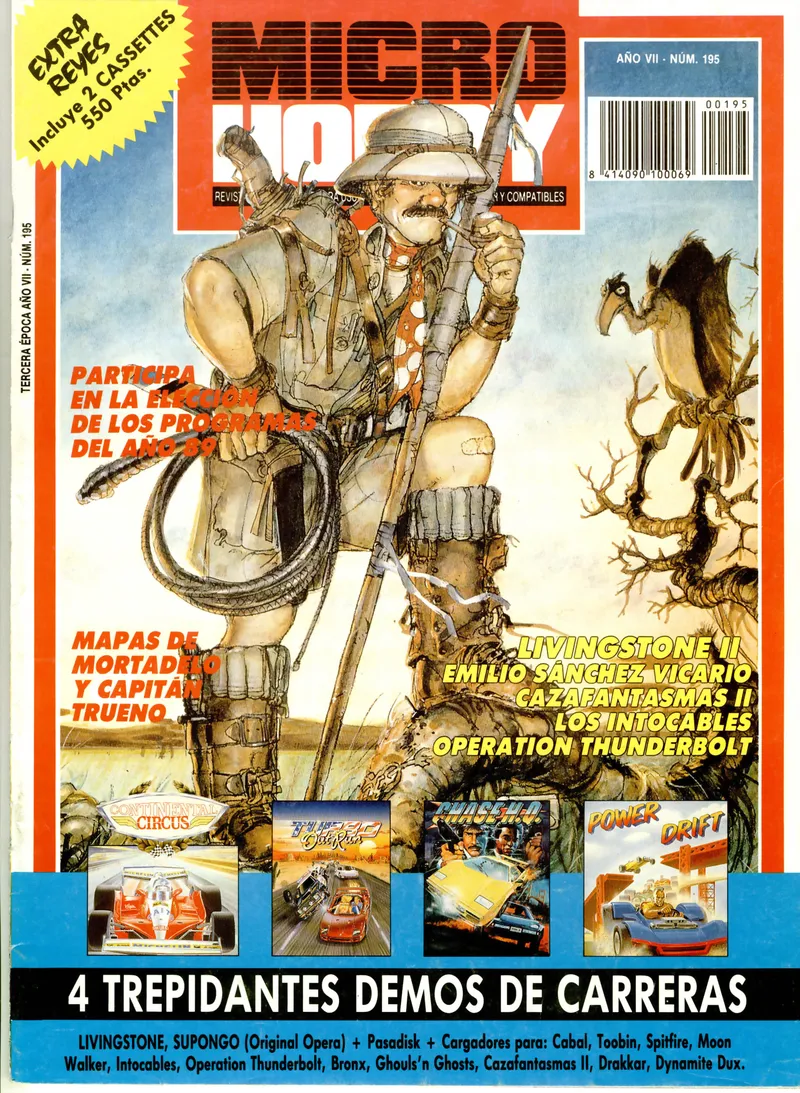 EXTRA
REYES
Incluye 2 CASSETTES
550 Ptas.
MICRO
HOBBY
AÑO VII - NÚM. 195
00195
8 414090 100069
REVIS
Y COMPATIBLES
TERCERA ÉPOCA AÑO VII - NÚM. 195
PARTICIPA
EN LA ELECCIÓN
DE LOS PROGRAMAS
DEL AÑO 89
MAPAS DE
MORTADELO
Y CAPITÁN
TRUENO
LIVINGSTONE II
EMILIO SÁNCHEZ VICARIO
CAZAFANTASMAS II
LOS INTOCABLES
OPERATION THUNDERBOLT
CONTINENTAL
CIRCUS
TURBO
OutRun
CHASE H.Q.
POWER DRIFT
4 TREPIDANTES DEMOS DE CARRERAS
LIVINGSTONE, SUPONGO (Original Opera) + Pasadisk + Cargadores para: Cabal, Toobin, Spitfire, Moon
Walker, Intocables, Operation Thunderbolt, Bronx, Ghouls'n Ghosts, Cazafantasmas II, Drakkar, Dynamite Dux.